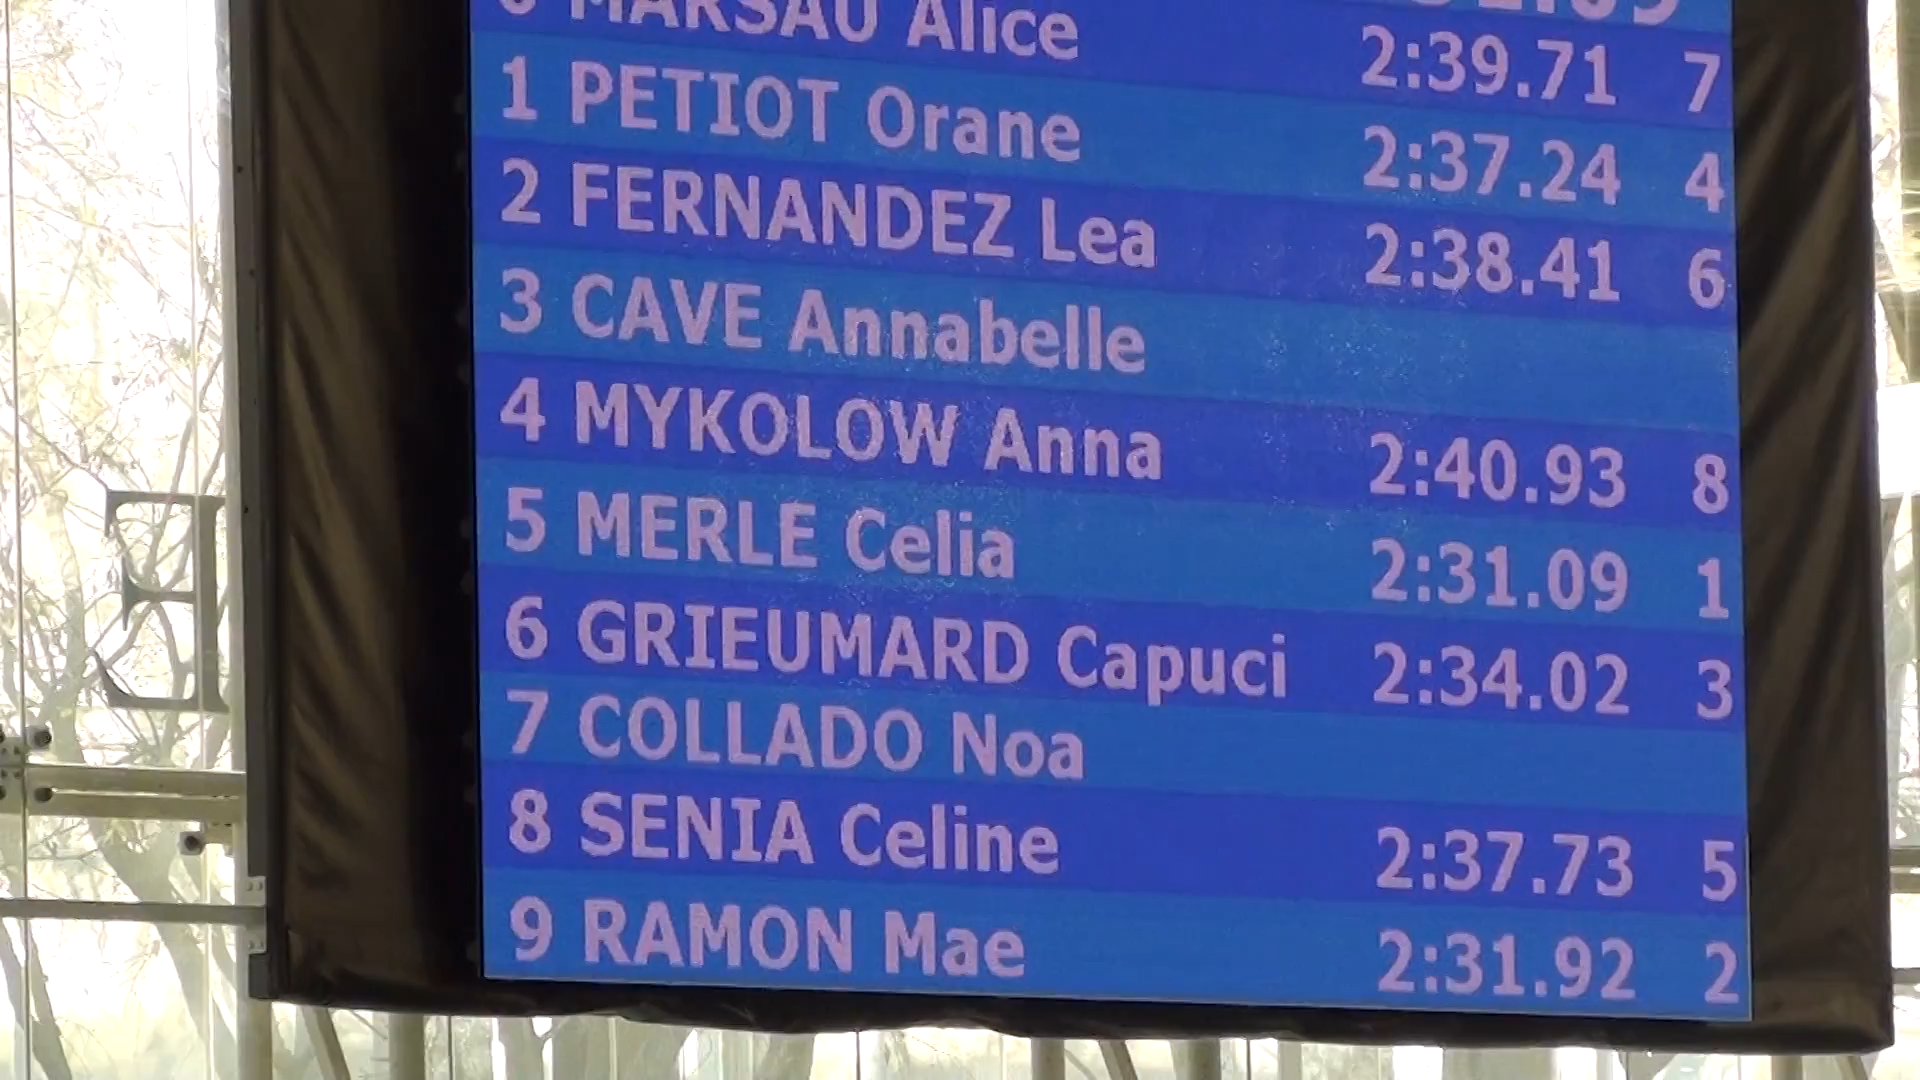 0 MARSAU Alice 2:39.71 7
1 PETIOT Orane 2:37.24 4
2 FERNANDEZ Lea 2:38.41 6
3 CAVE Annabelle
4 MYKOLOW Anna 2:40.93 8
5 MERLE Celia 2:31.09 1
6 GRIEUMARD Capuci 2:34.02 3
7 COLLADO Noa
8 SENIA Celine 2:37.73 5
9 RAMON Mae 2:31.92 2
E